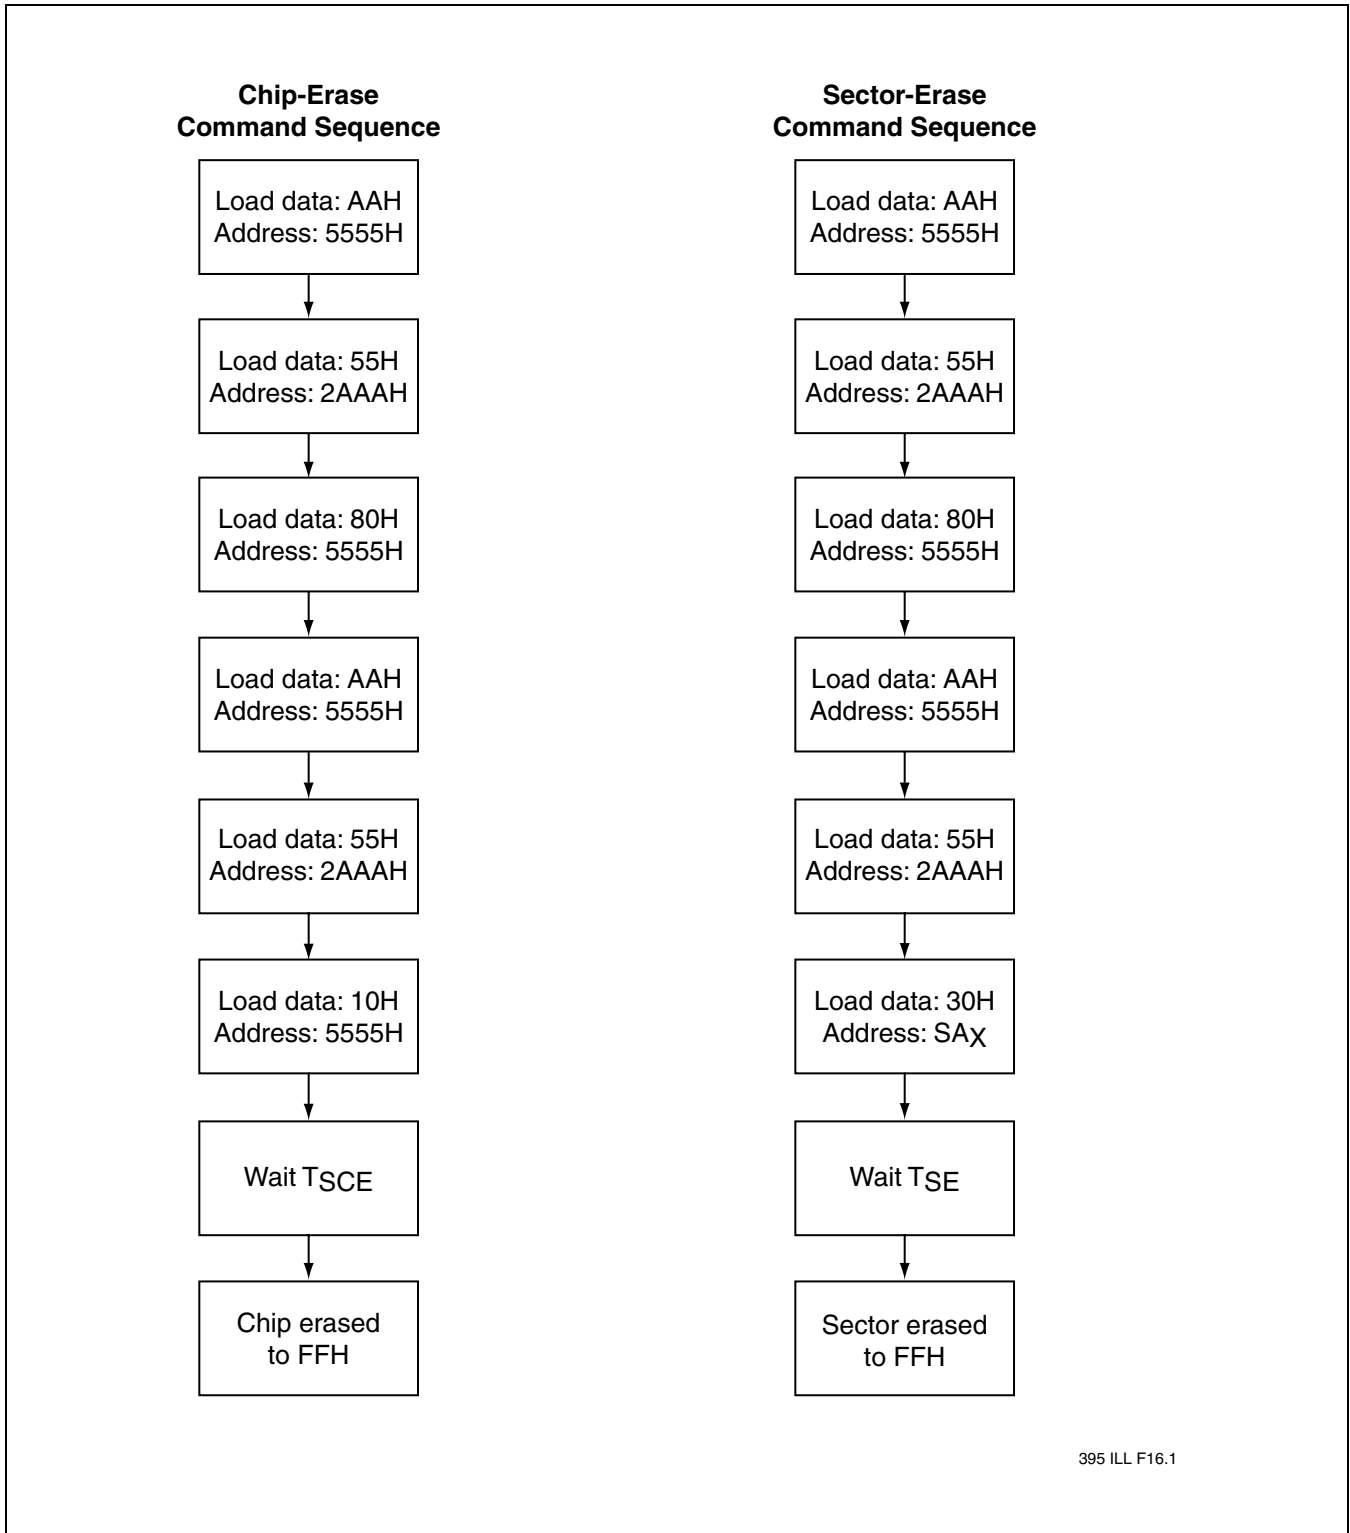 Chip-Erase
Command Sequence
Load data: AAH
Address: 5555H
Load data: 55H
Address: 2AAAH
Load data: 80H
Address: 5555H
Load data: AAH
Address: 5555H
Load data: 55H
Address: 2AAAH
Load data: 10H
Address: 5555H
Wait TSCE
Chip erased
to FFH
Sector-Erase
Command Sequence
Load data: AAH
Address: 5555H
Load data: 55H
Address: 2AAAH
Load data: 80H
Address: 5555H
Load data: AAH
Address: 5555H
Load data: 55H
Address: 2AAAH
Load data: 30H
Address: SAX
Wait TSE
Sector erased
to FFH
395 ILL F16.1